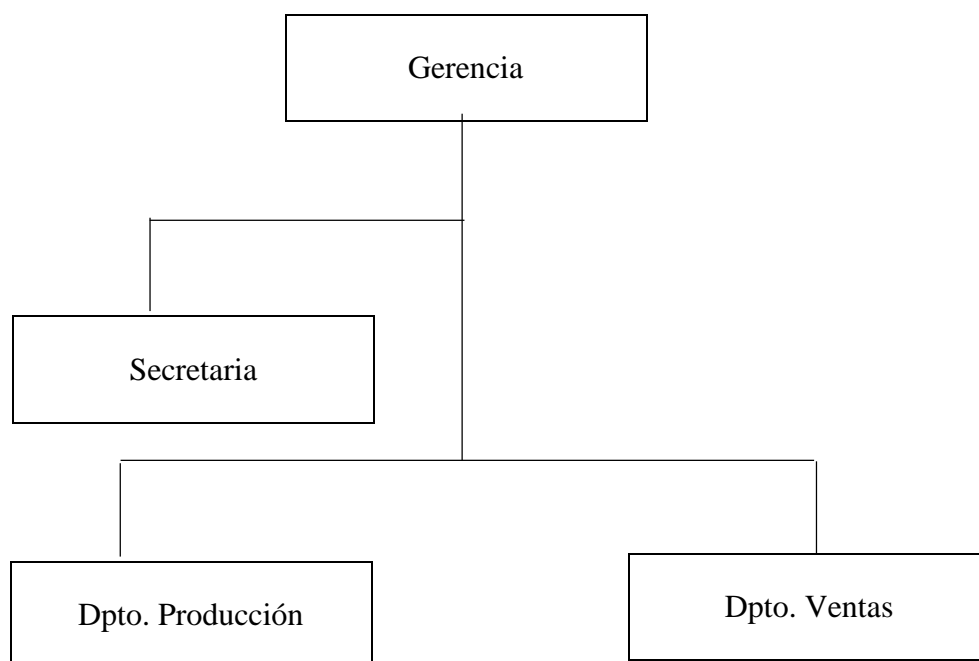 Gerencia
Secretaria
Dpto. Producción
Dpto. Ventas